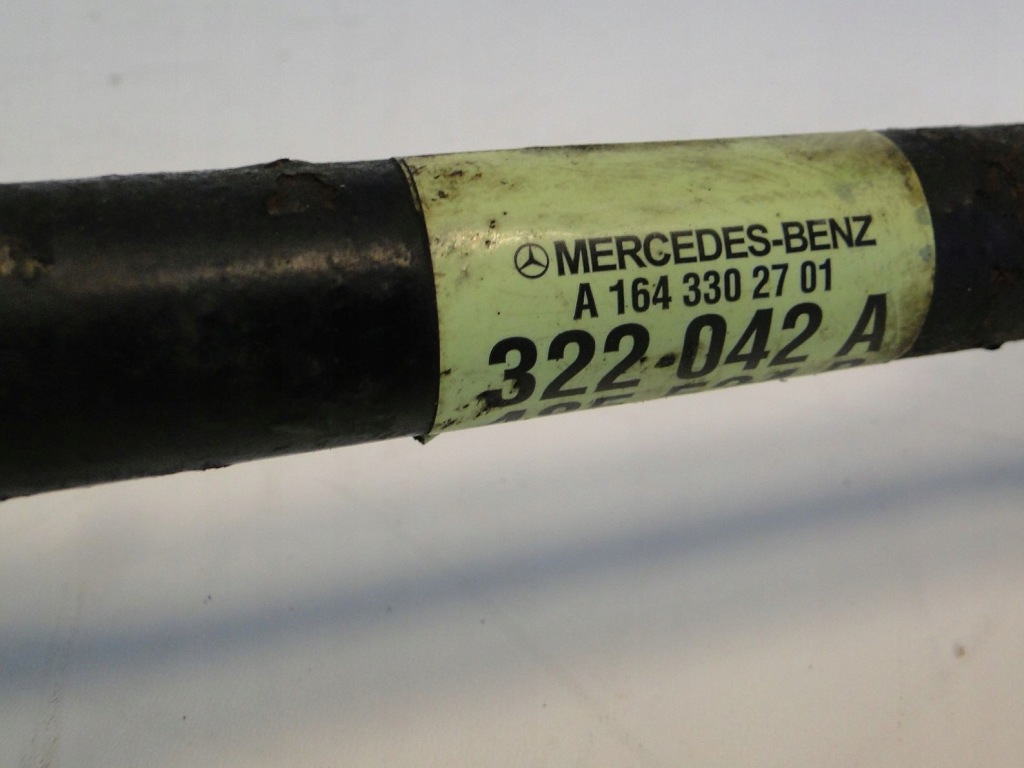 MERCEDES-BENZ
A 164 330 27 01
322-042 A